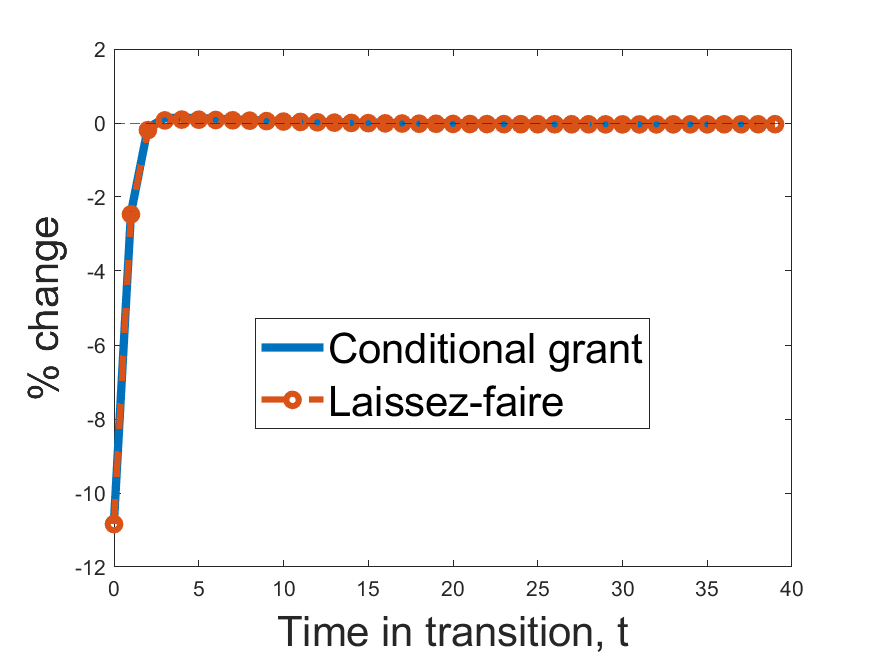 2
0
-2
-4
-6
-8
-10
-12
0 5 10 15 20 25 30 35 40
% change
Time in transition, t
Conditional grant
Laissez-faire